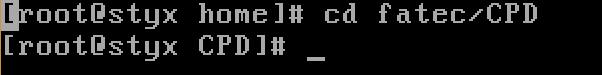 [root@styx home]# cd fatec/CPD
[root@styx CPD]# _